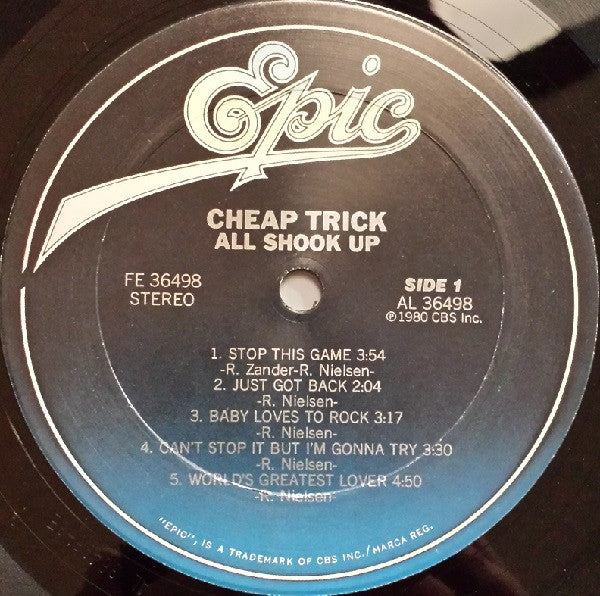 Epic
CHEAP TRICK
ALL SHOOK UP
FE 36498
STEREO
SIDE 1
AL 36498
℗1980 CBS Inc.
1. STOP THIS GAME 3:54
-R. Zander-R. Nielsen-
2. JUST GOT BACK 2:04
-R. Nielsen-
3. BABY LOVES TO ROCK 3:17
-R. Nielsen-
4. CAN'T STOP IT BUT I'M GONNA TRY 3:30
-R. Nielsen-
5. WORLD'S GREATEST LOVER 4:50
-R. Nielsen-
"EPIC", IS A TRADEMARK OF CBS INC./MARCA REG.